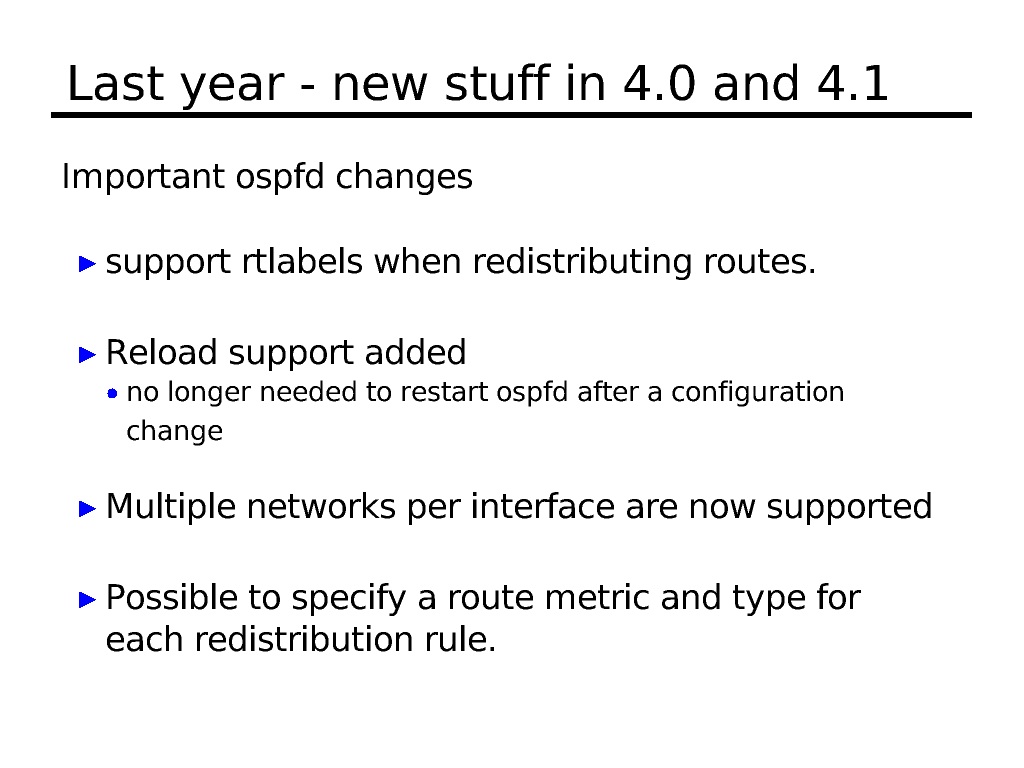 Last year - new stuff in 4.0 and 4.1
Important ospfd changes
support rtlabels when redistributing routes.
Reload support added
no longer needed to restart ospfd after a configuration
change
Multiple networks per interface are now supported
Possible to specify a route metric and type for
each redistribution rule.